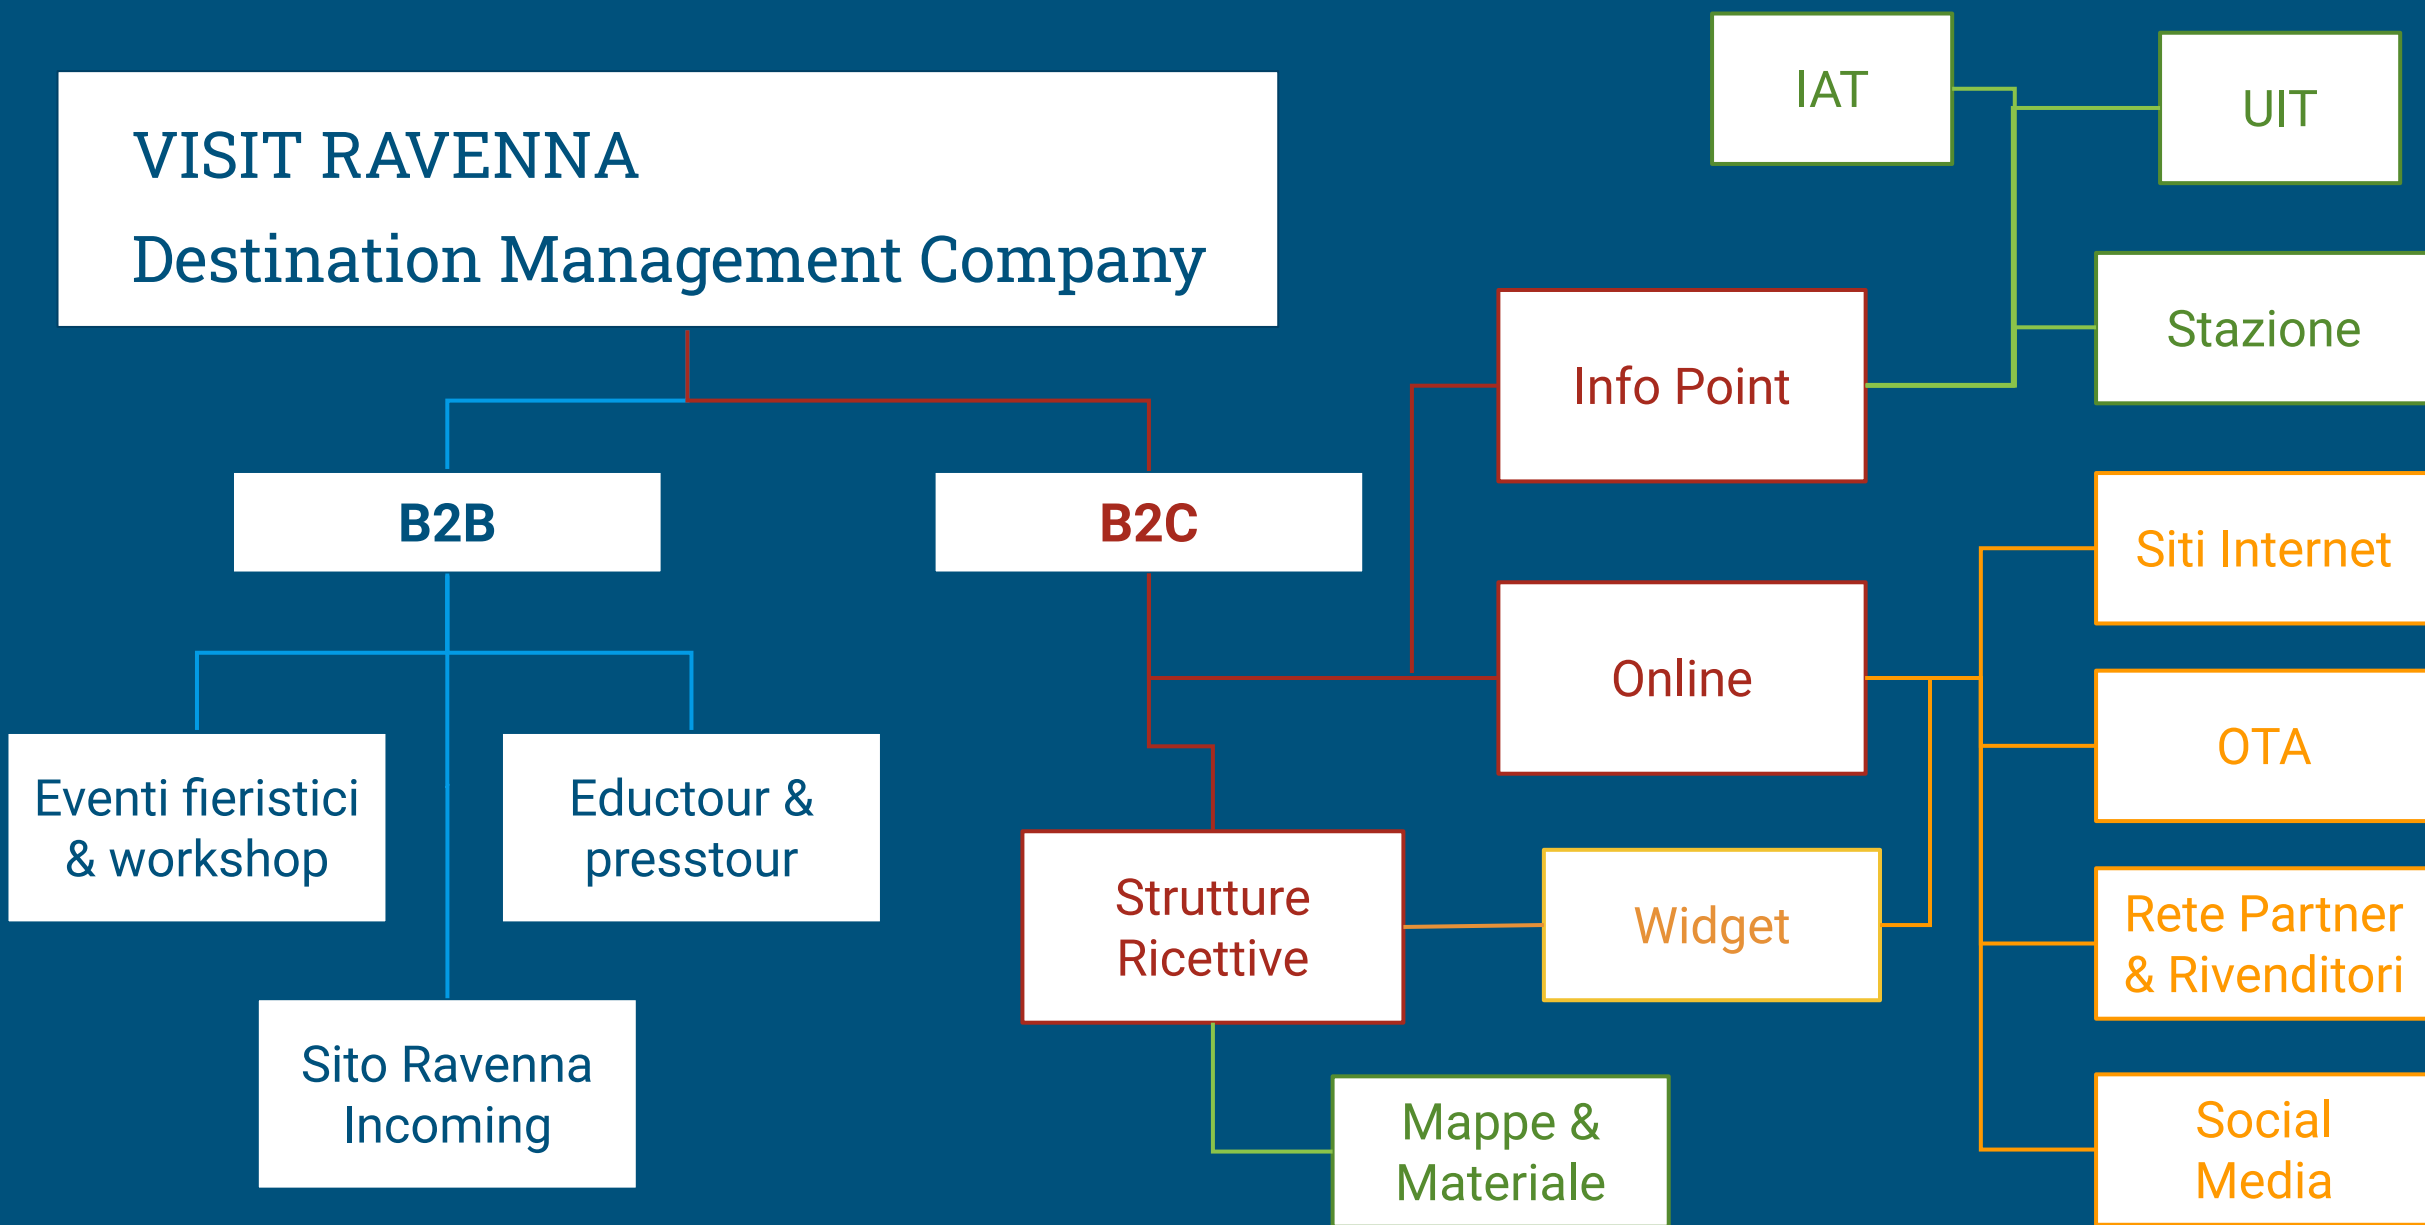 VISIT RAVENNA
Destination Management Company
B2B
B2C
Eventi fieristici
& workshop
Eductour &
presstour
Sito Ravenna
Incoming
Info Point
Online
Strutture
Ricettive
Widget
Mappe &
Materiale
IAT
UIT
Stazione
Siti Internet
OTA
Rete Partner
& Rivenditori
Social
Media